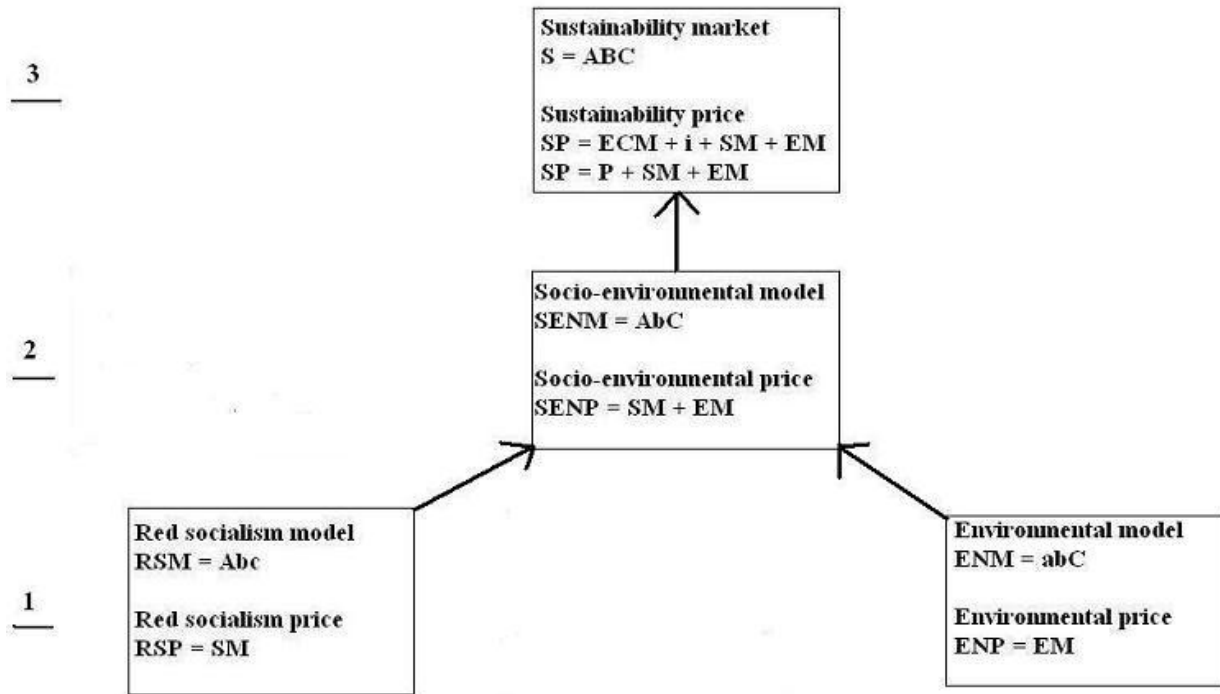 3
Sustainability market
S = ABC
Sustainability price
SP = ECM + i + SM + EM
SP = P + SM + EM
2
Socio-environmental model
SENM = AbC
Socio-environmental price
SENP = SM + EM
1
Red socialism model
RSM = Abc
Red socialism price
RSP = SM
Environmental model
ENM = abC
Environmental price
ENP = EM